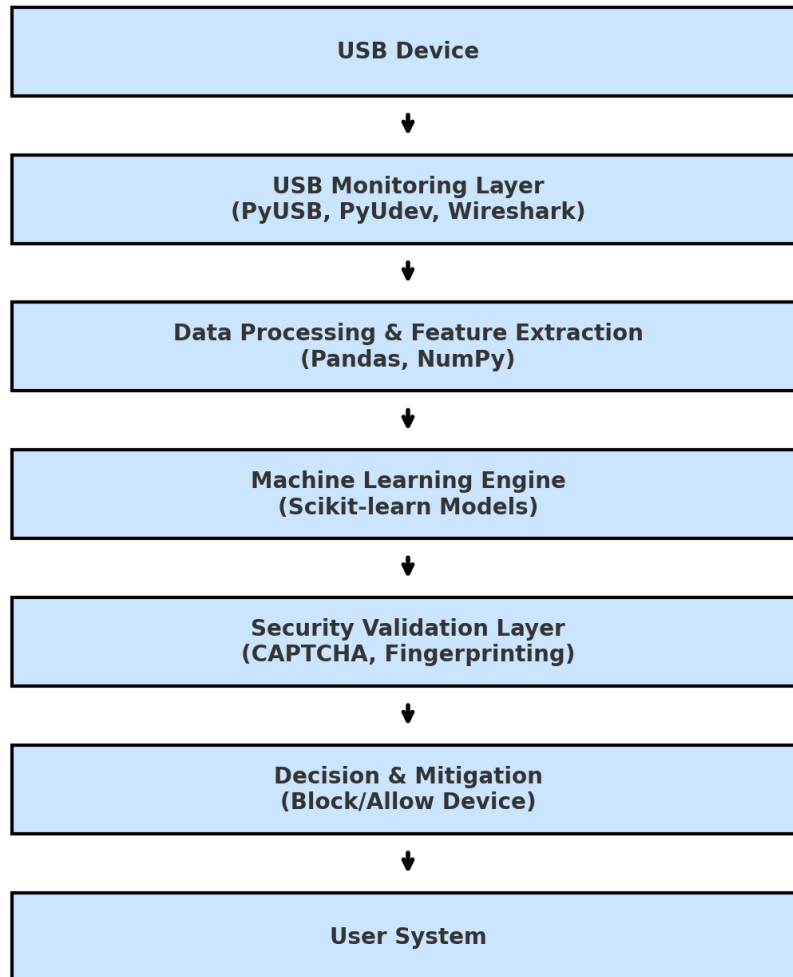 USB Device
USB Monitoring Layer
(PyUSB, PyUdev, Wireshark)
Data Processing & Feature Extraction
(Pandas, NumPy)
Machine Learning Engine
(Scikit-learn Models)
Security Validation Layer
(CAPTCHA, Fingerprinting)
Decision & Mitigation
(Block/Allow Device)
User System